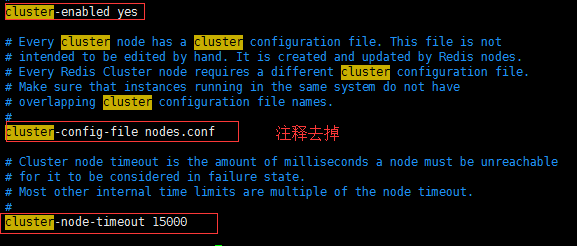 #
cluster-enabled yes
# Every cluster node has a cluster configuration file. This file is not
# intended to be edited by hand. It is created and updated by Redis nodes.
# Every Redis Cluster node requires a different cluster configuration file.
# Make sure that instances running in the same system do not have
# overlapping cluster configuration file names.
#
cluster-config-file nodes.conf
注释去掉
# Cluster node timeout is the amount of milliseconds a node must be unreachable
# for it to be considered in failure state.
# Most other internal time limits are multiple of the node timeout.
#
cluster-node-timeout 15000